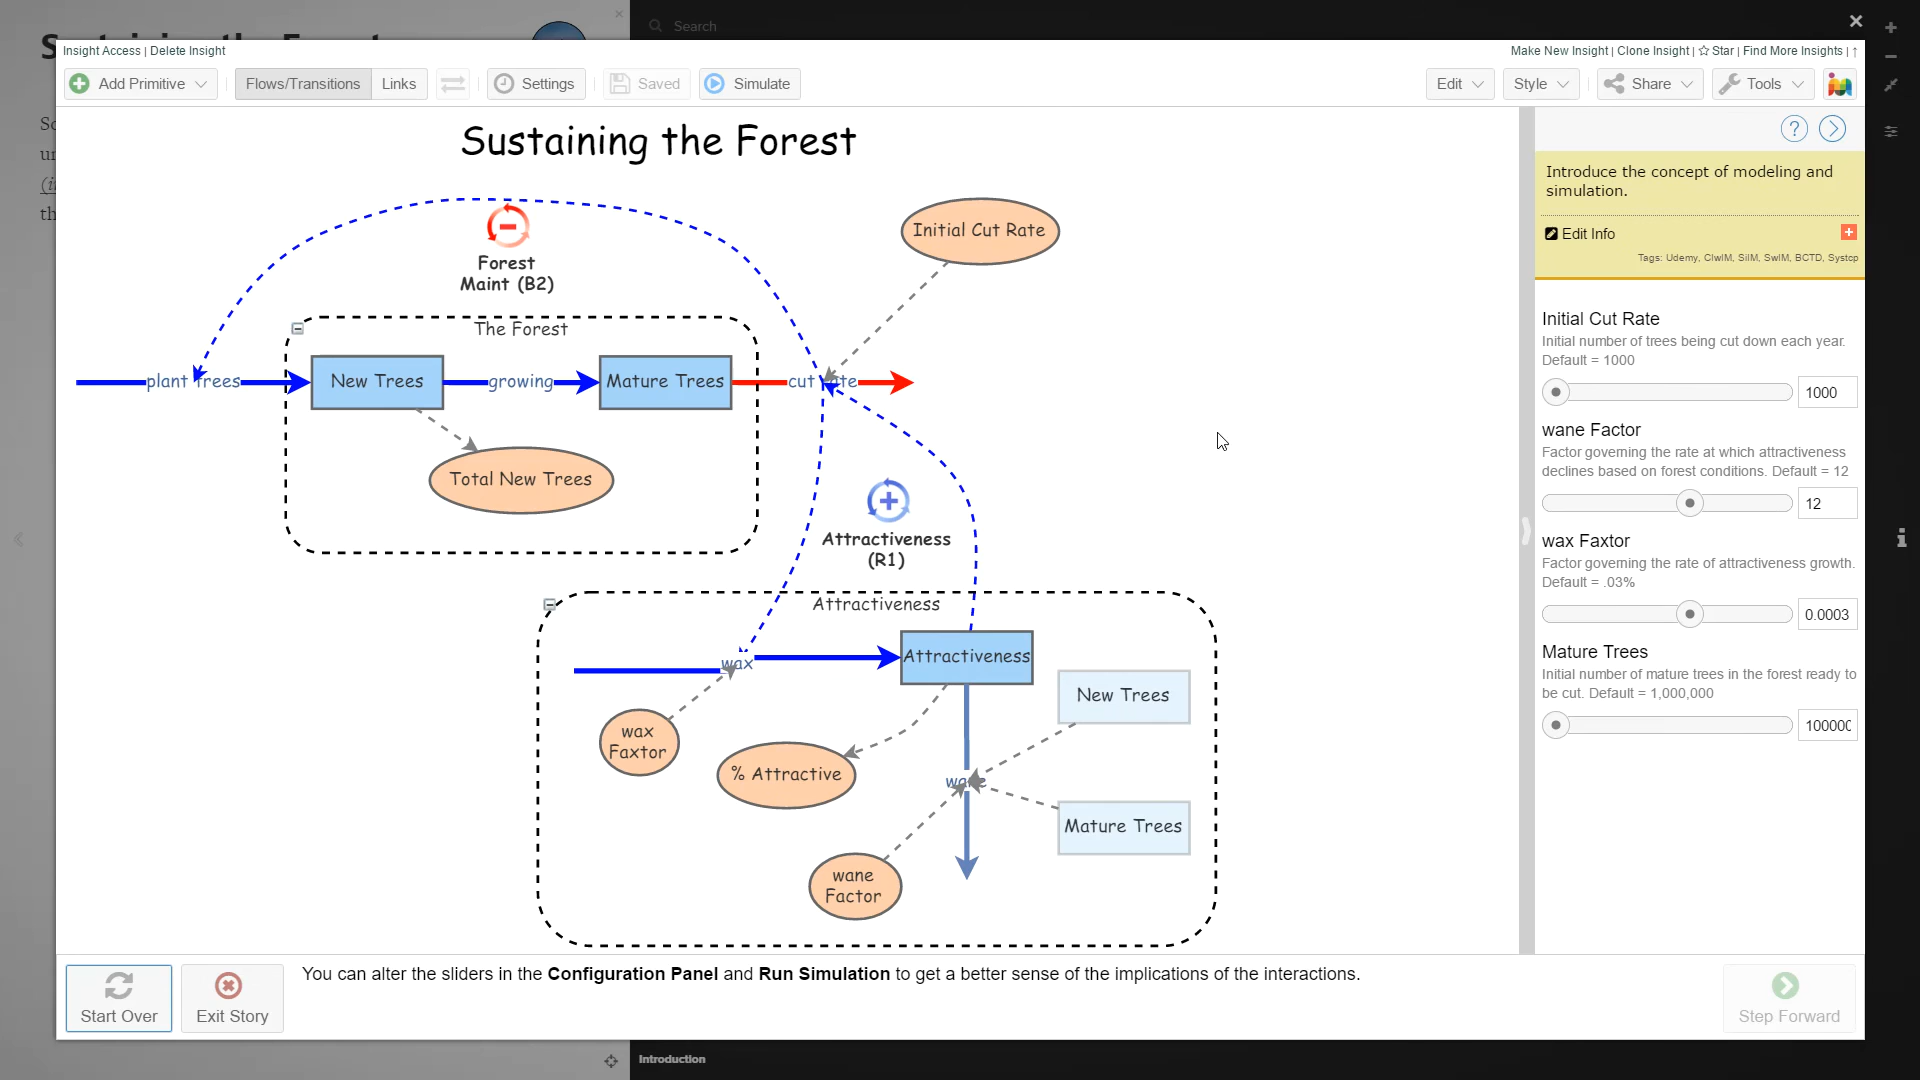 Search
Insight Access | Delete Insight
Make New Insight | Clone Insight | Star | Find More Insights |
Add Primitive
Flows/Transitions
Links
Settings
Saved
Simulate
Edit
Style
Share
Tools
Sustaining the Forest
Introduce the concept of modeling and
simulation.
Edit Info
Tags: Udemy, CIwIM, SiIM, SwIM, BCTD, Systcp
Initial Cut Rate
Forest
Maint (B2)
The Forest
plant trees
New Trees
growing
Mature Trees
cut rate
Total New Trees
Attractiveness
(R1)
Attractiveness
wax
Attractiveness
New Trees
wax
Faxtor
% Attractive
wane
Mature Trees
wane
Factor
Initial Cut Rate
Initial number of trees being cut down each year.
Default = 1000
1000
wane Factor
Factor governing the rate at which attractiveness
declines based on forest conditions. Default = 12
12
wax Faxtor
Factor governing the rate of attractiveness growth.
Default = .03%
0.0003
Mature Trees
Initial number of mature trees in the forest ready to
be cut. Default = 1,000,000
Start Over
Exit Story
You can alter the sliders in the Configuration Panel and Run Simulation to get a better sense of the implications of the interactions.
Step Forward
Introduction